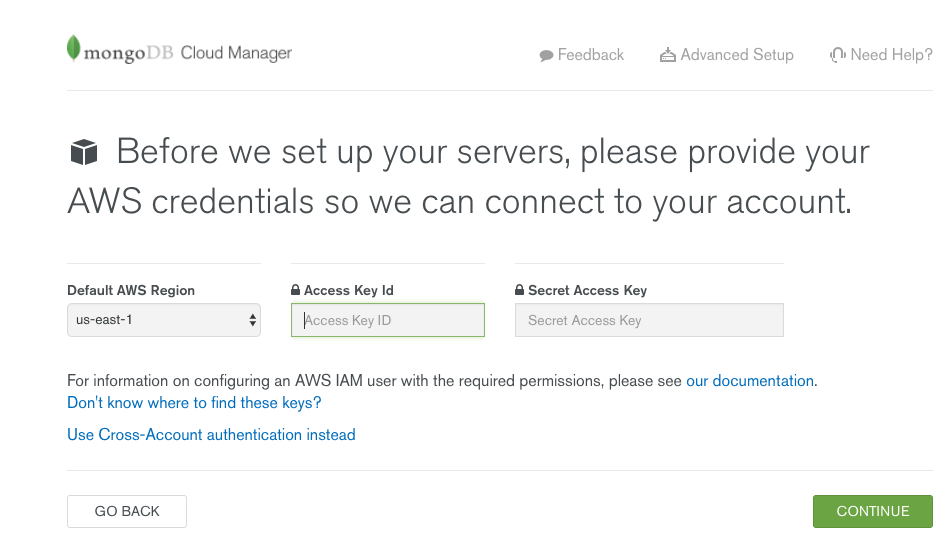 mongoDB Cloud Manager
Feedback
Advanced Setup
Need Help?
Before we set up your servers, please provide your
AWS credentials so we can connect to your account.
Default AWS Region
Access Key Id
Secret Access Key
us-east-1
Access Key ID
Secret Access Key
For information on configuring an AWS IAM user with the required permissions, please see our documentation.
Don't know where to find these keys?
Use Cross-Account authentication instead
GO BACK
CONTINUE